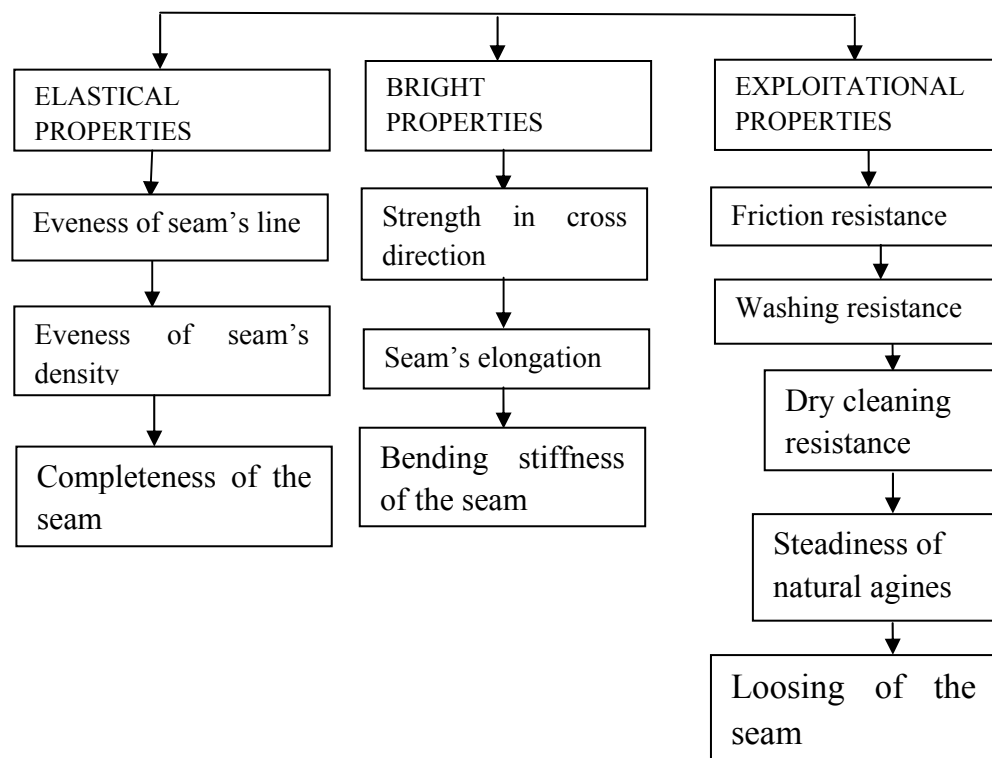 ELASTICAL
PROPERTIES
Eveness of seam's line
Eveness of seam's
density
Completeness of the
seam
BRIGHT
PROPERTIES
Strength in cross
direction
Seam's elongation
Bending stiffness
of the seam
EXPLOITATIONAL
PROPERTIES
Friction resistance
Washing resistance
Dry cleaning
resistance
Steadiness of
natural agines
Loosing of the
seam